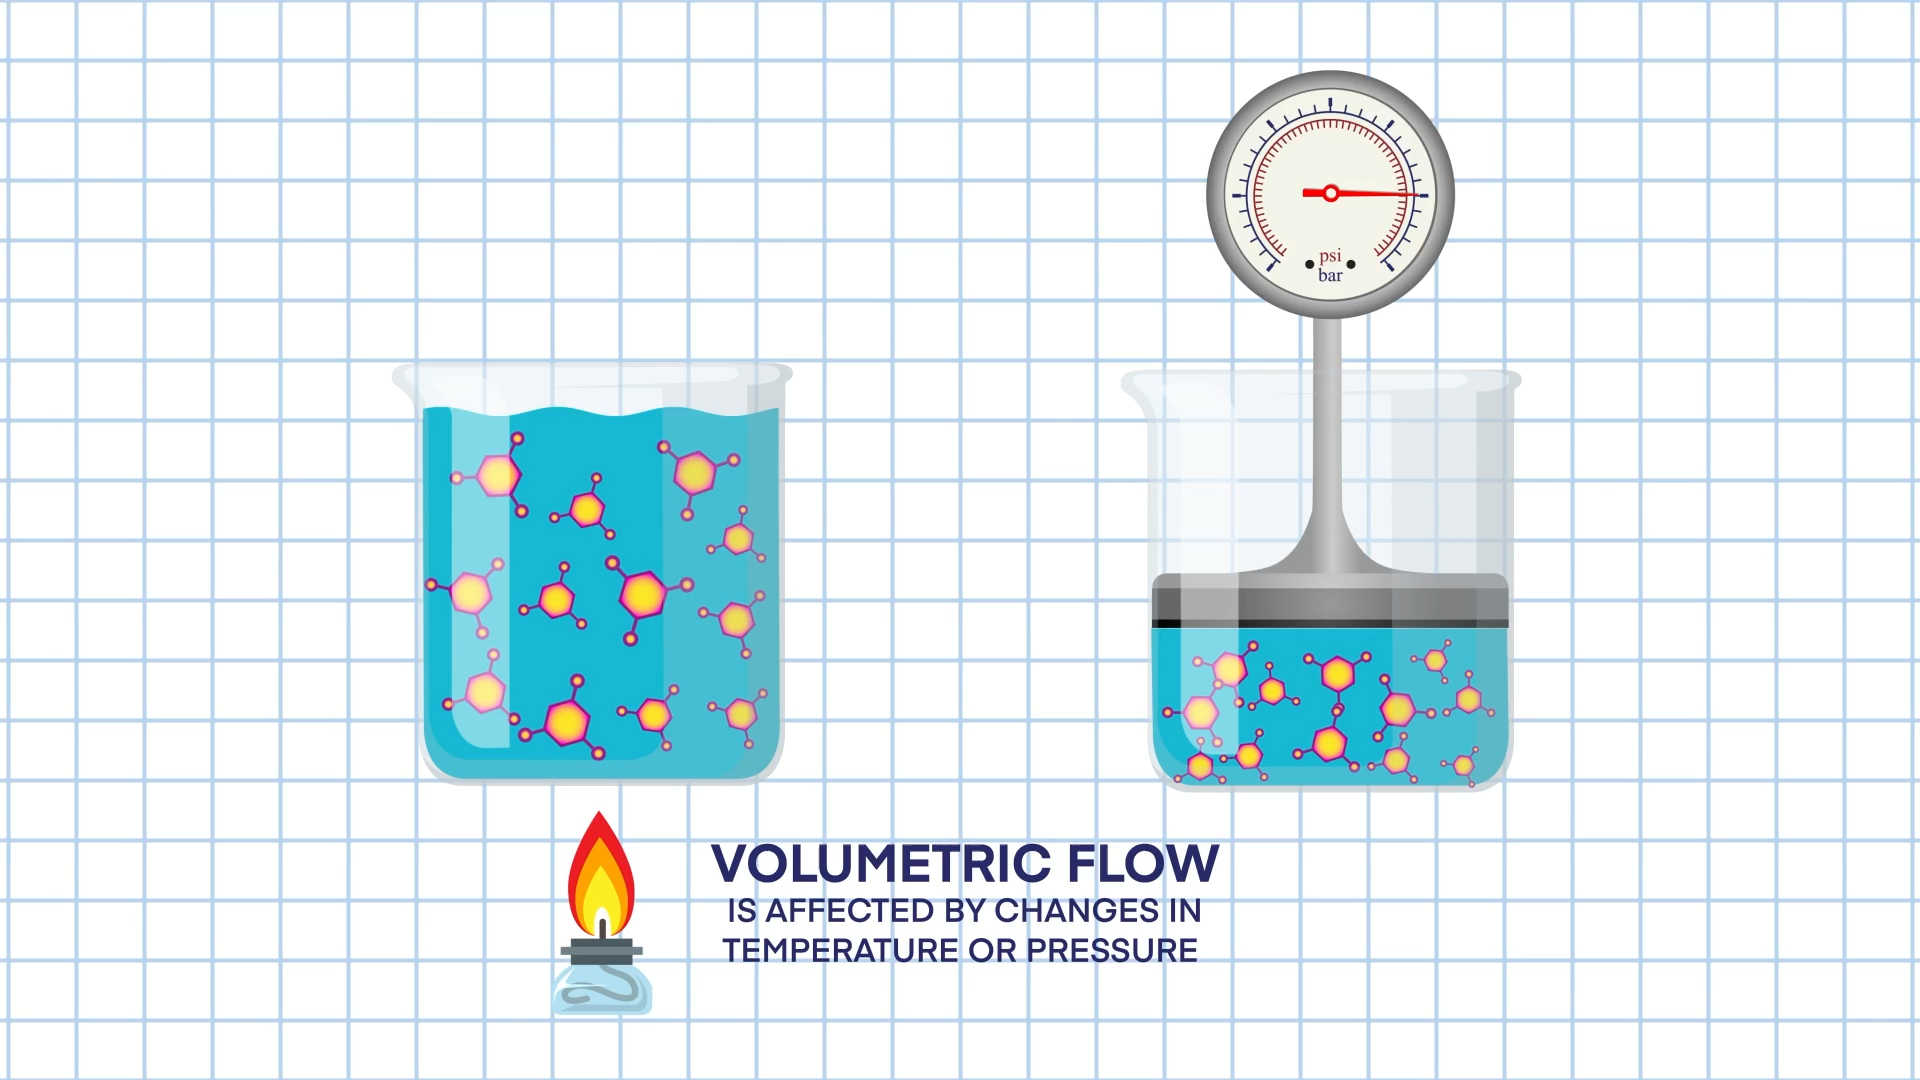 psi
bar
VOLUMETRIC FLOW
IS AFFECTED BY CHANGES IN
TEMPERATURE OR PRESSURE